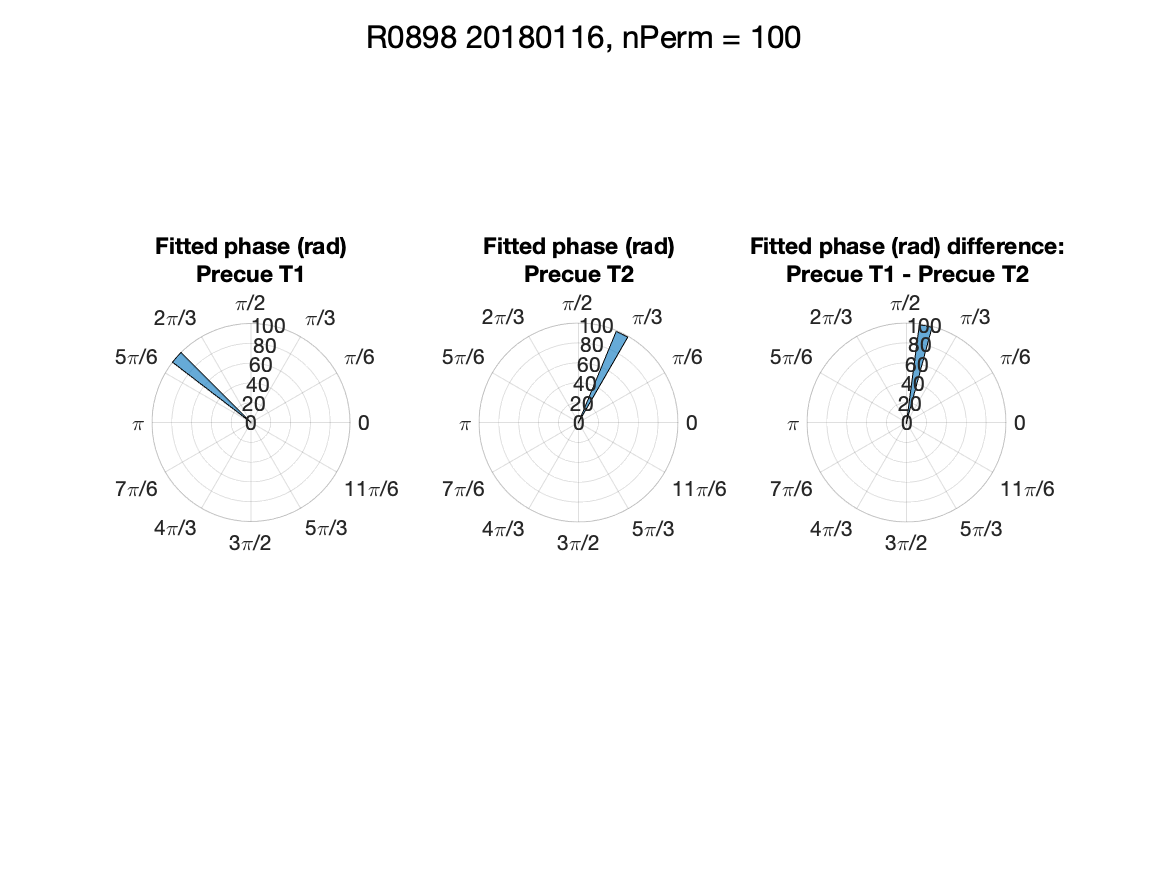 R0898 20180116, nPerm = 100
Fitted phase (rad)
Precue T1
π/2
2π/3
π/3
5π/6
π/6
π
0
7π/6
11π/6
4π/3
5π/3
3π/2
100
80
60
40
20
0
Fitted phase (rad)
Precue T2
π/2
2π/3
π/3
5π/6
π/6
π
0
7π/6
11π/6
4π/3
5π/3
3π/2
100
80
60
40
20
0
Fitted phase (rad) difference:
Precue T1 - Precue T2
π/2
2π/3
π/3
5π/6
π/6
π
0
7π/6
11π/6
4π/3
5π/3
3π/2
100
80
60
40
20
0